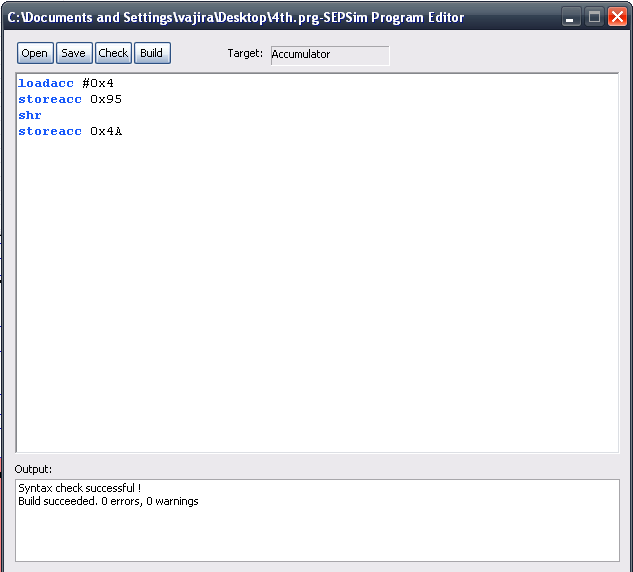 C:\Documents and Settings\vajira\Desktop\4th.prg-SEPSim Program Editor
Open Save Check Build Target: Accumulator
loadacc #0x4
storeacc 0x95
shr
storeacc 0x4A
Output:
Syntax check successful !
Build succeeded. 0 errors, 0 warnings